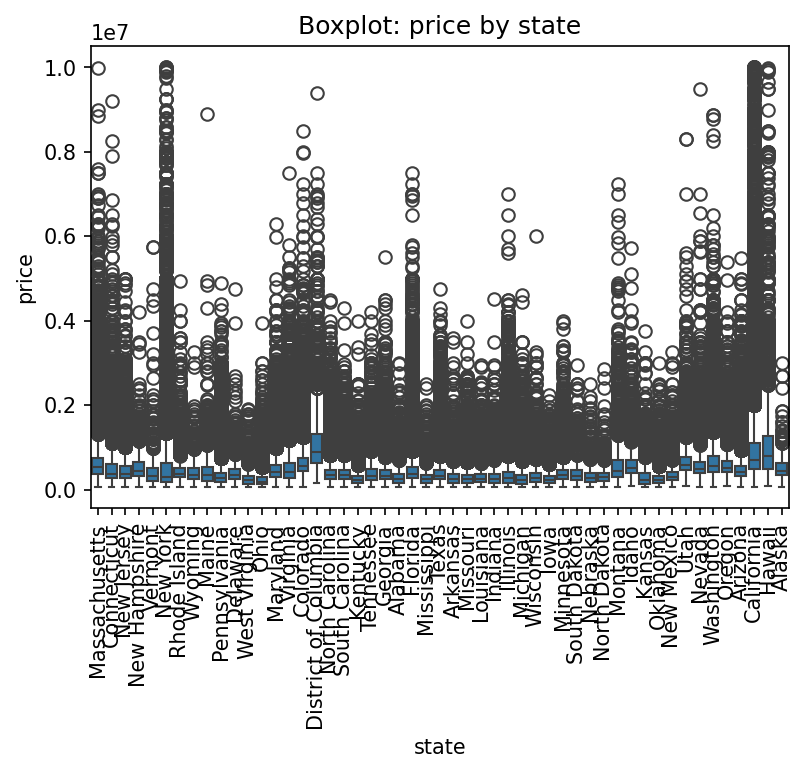 Boxplot: price by state
1e7
price
1.0
0.8
0.6
0.4
0.2
0.0
Massachusetts
Connecticut
New Jersey
New Hampshire
Vermont
New York
Rhode Island
Wyoming
Maine
Pennsylvania
Delaware
West Virginia
Ohio
Maryland
Virginia
Colorado
District of Columbia
North Carolina
South Carolina
Kentucky
Tennessee
Georgia
Alabama
Florida
Mississippi
Texas
Arkansas
Missouri
Louisiana
Indiana
Illinois
Michigan
Wisconsin
Iowa
Minnesota
South Dakota
Nebraska
North Dakota
Montana
Idaho
Kansas
Oklahoma
New Mexico
Utah
Nevada
Washington
Oregon
Arizona
California
Hawaii
Alaska
state